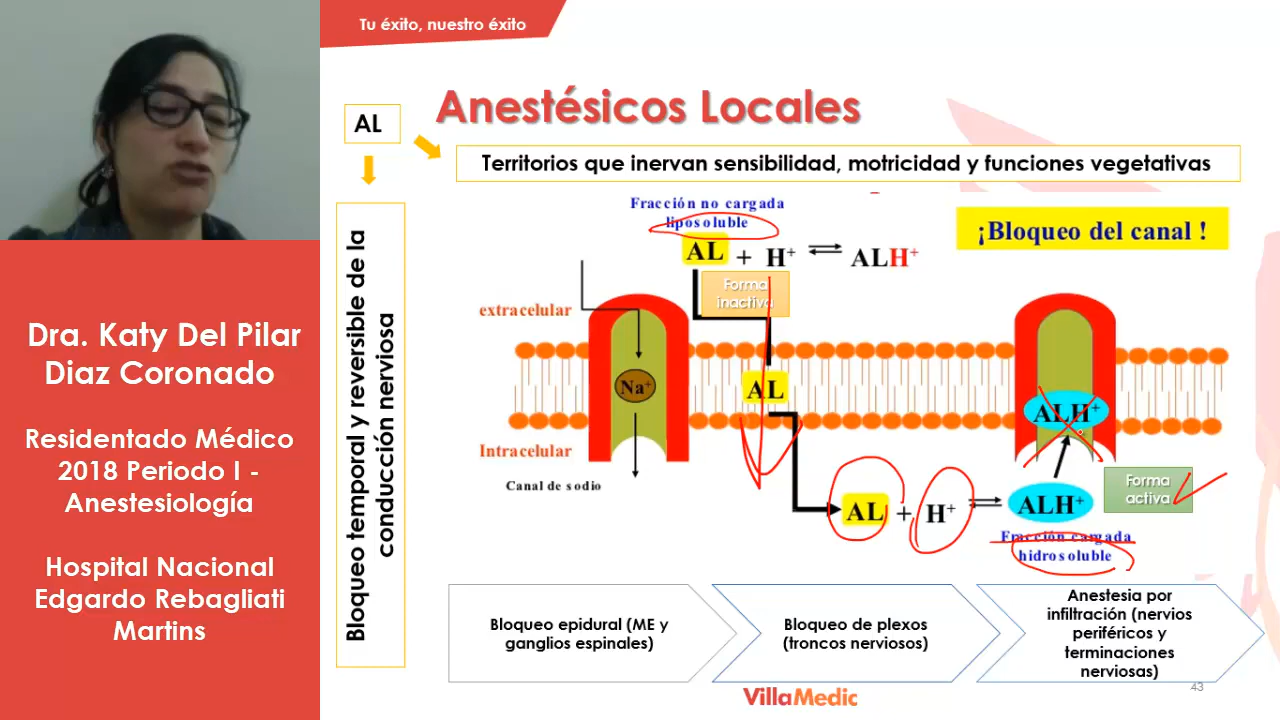 Tu éxito, nuestro éxito
Anestésicos Locales
AL
Territorios que inervan sensibilidad, motricidad y funciones vegetativas
Bloqueo temporal y reversible de la
conducción nerviosa
Fracción no cargada
liposoluble
AL + H+ ⇌ ALH+
¡Bloqueo del canal !
Forma
inactiva
extracelular
Na+
AL
ALH+
Intracelular
Canal de sodio
AL + H+ ⇌ ALH+
Forma
activa
Fracción cargada
hidrosoluble
Bloqueo epidural (ME y
ganglios espinales)
Bloqueo de plexos
(troncos nerviosos)
Anestesia por
infiltración (nervios
periféricos y
terminaciones
nerviosas)
VillaMedic
43
Dra. Katy Del Pilar
Diaz Coronado
Residentado Médico
2018 Periodo I -
Anestesiología
Hospital Nacional
Edgardo Rebagliati
Martins